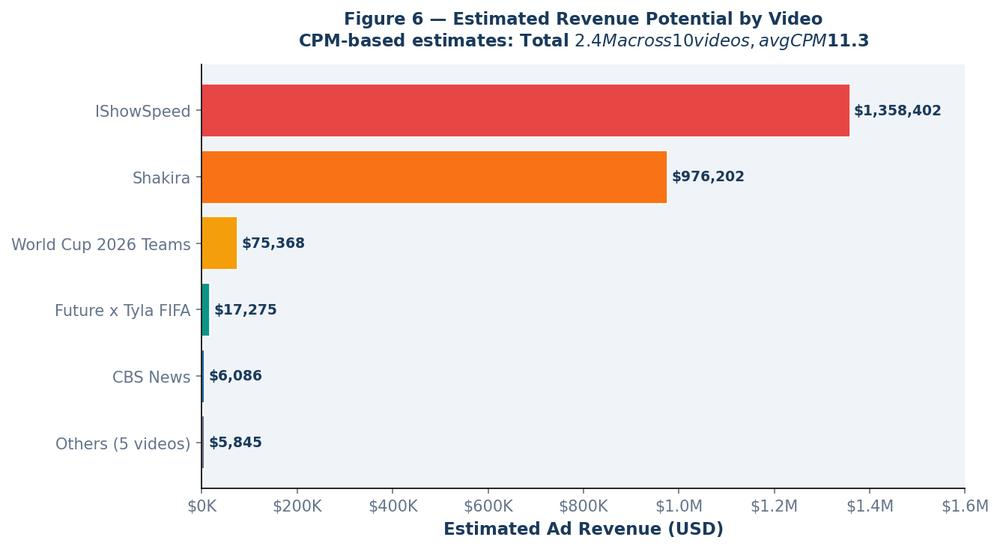 Figure 6 — Estimated Revenue Potential by Video
CPM-based estimates: Total 2.4Macross10videos,avgCPM11.3
IShowSpeed
$1,358,402
Shakira
$976,202
World Cup 2026 Teams
$75,368
Future x Tyla FIFA
$17,275
CBS News
$6,086
Others (5 videos)
$5,845
$0K $200K $400K $600K $800K $1.0M $1.2M $1.4M $1.6M
Estimated Ad Revenue (USD)